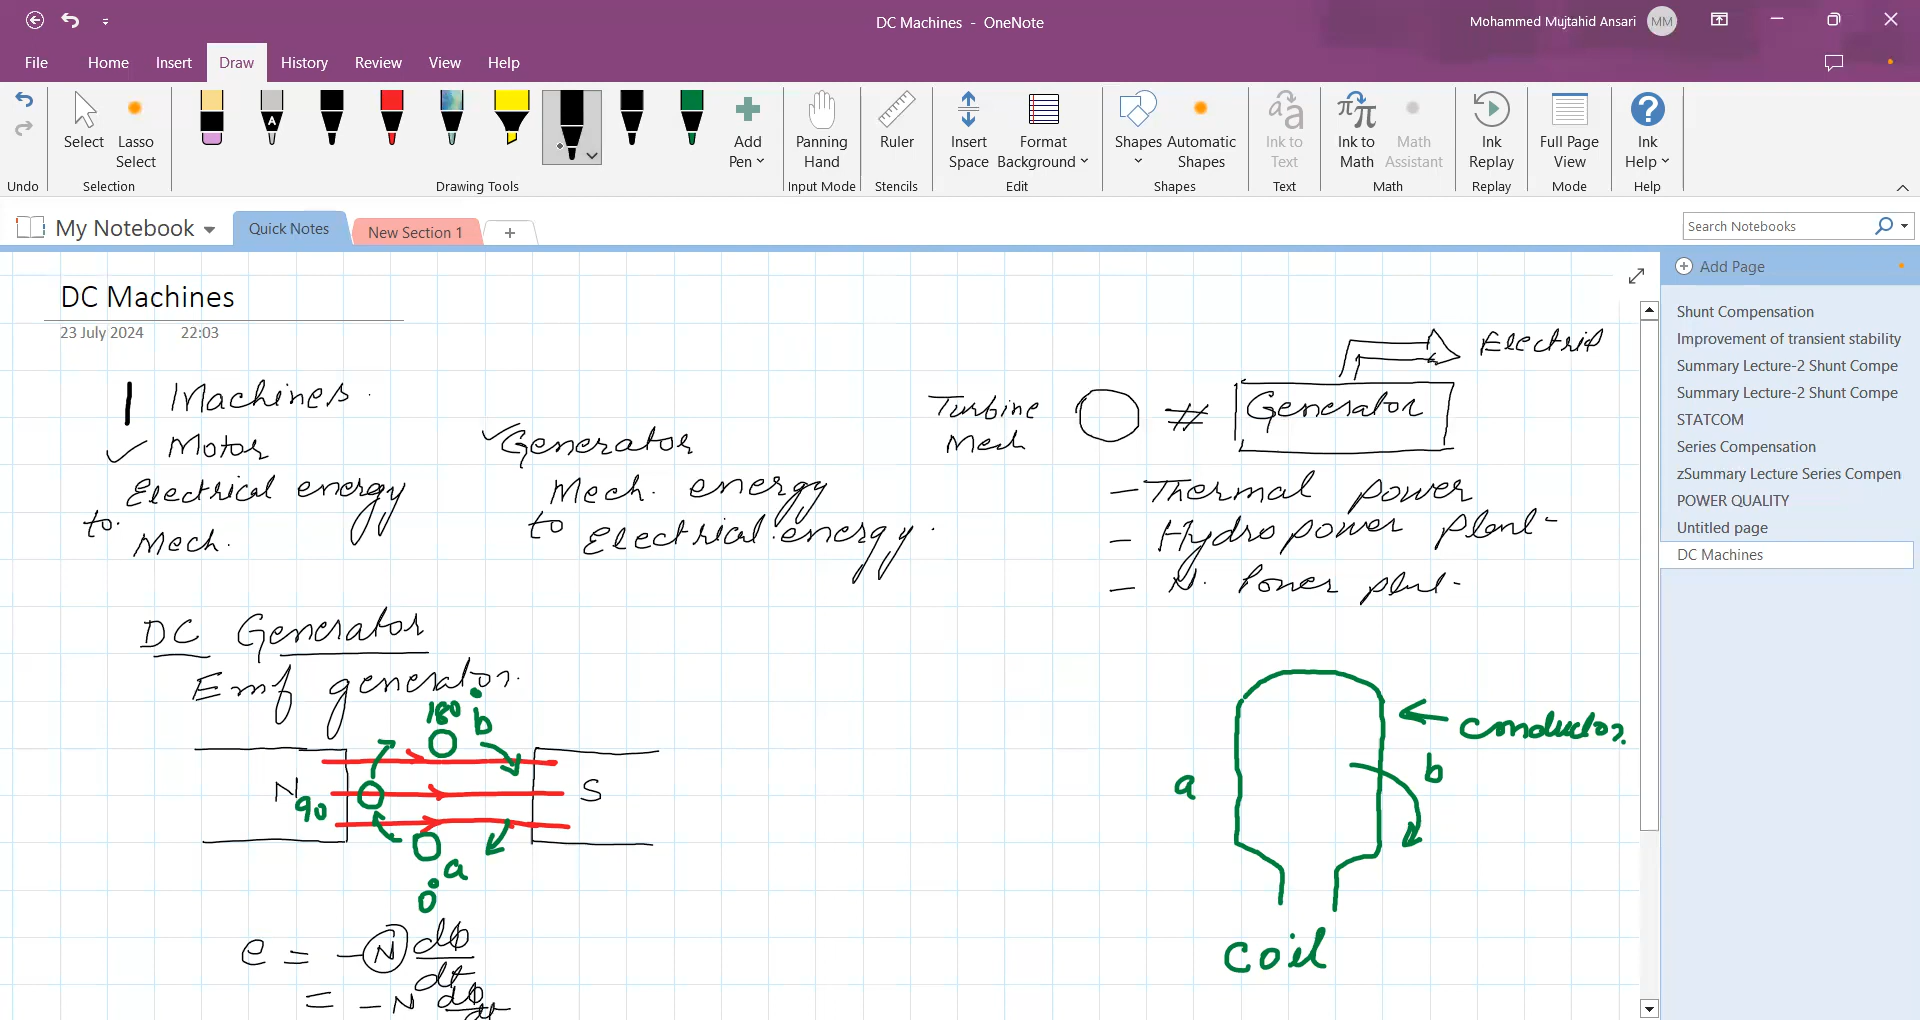 DC Machines - OneNote
Mohammed Mujtahid Ansari MM
File Home Insert Draw History Review View Help
Select
Lasso Select
Add Pen
Panning Hand
Ruler
Insert Space
Format Background
Shapes
Automatic Shapes
Ink to Text
Ink to Math
Math Assistant
Ink Replay
Full Page View
Ink Help
Undo Selection Drawing Tools Input Mode Stencils Edit Shapes Text Math Replay Mode Help
My Notebook Quick Notes New Section 1 +
Search Notebooks
Add Page
Shunt Compensation
Improvement of transient stability
Summary Lecture-2 Shunt Compe
Summary Lecture-2 Shunt Compe
STATCOM
Series Compensation
zSummary Lecture Series Compen
POWER QUALITY
Untitled page
DC Machines
DC Machines
23 July 2024 22:03
Machines.
Motor
Electrical energy
to.
Mech.
Generator
Mech. energy
to Electrical energy.
Turbine
Mech
Generator
Electric
- Thermal power
- Hydro power plant-
- N. Power plant-
DC Generator
Emf generator.
180° b
N
90
S
a
0°
e = -N dϕ/dt
= -N dϕ/dt
a
b
conductor.
coil